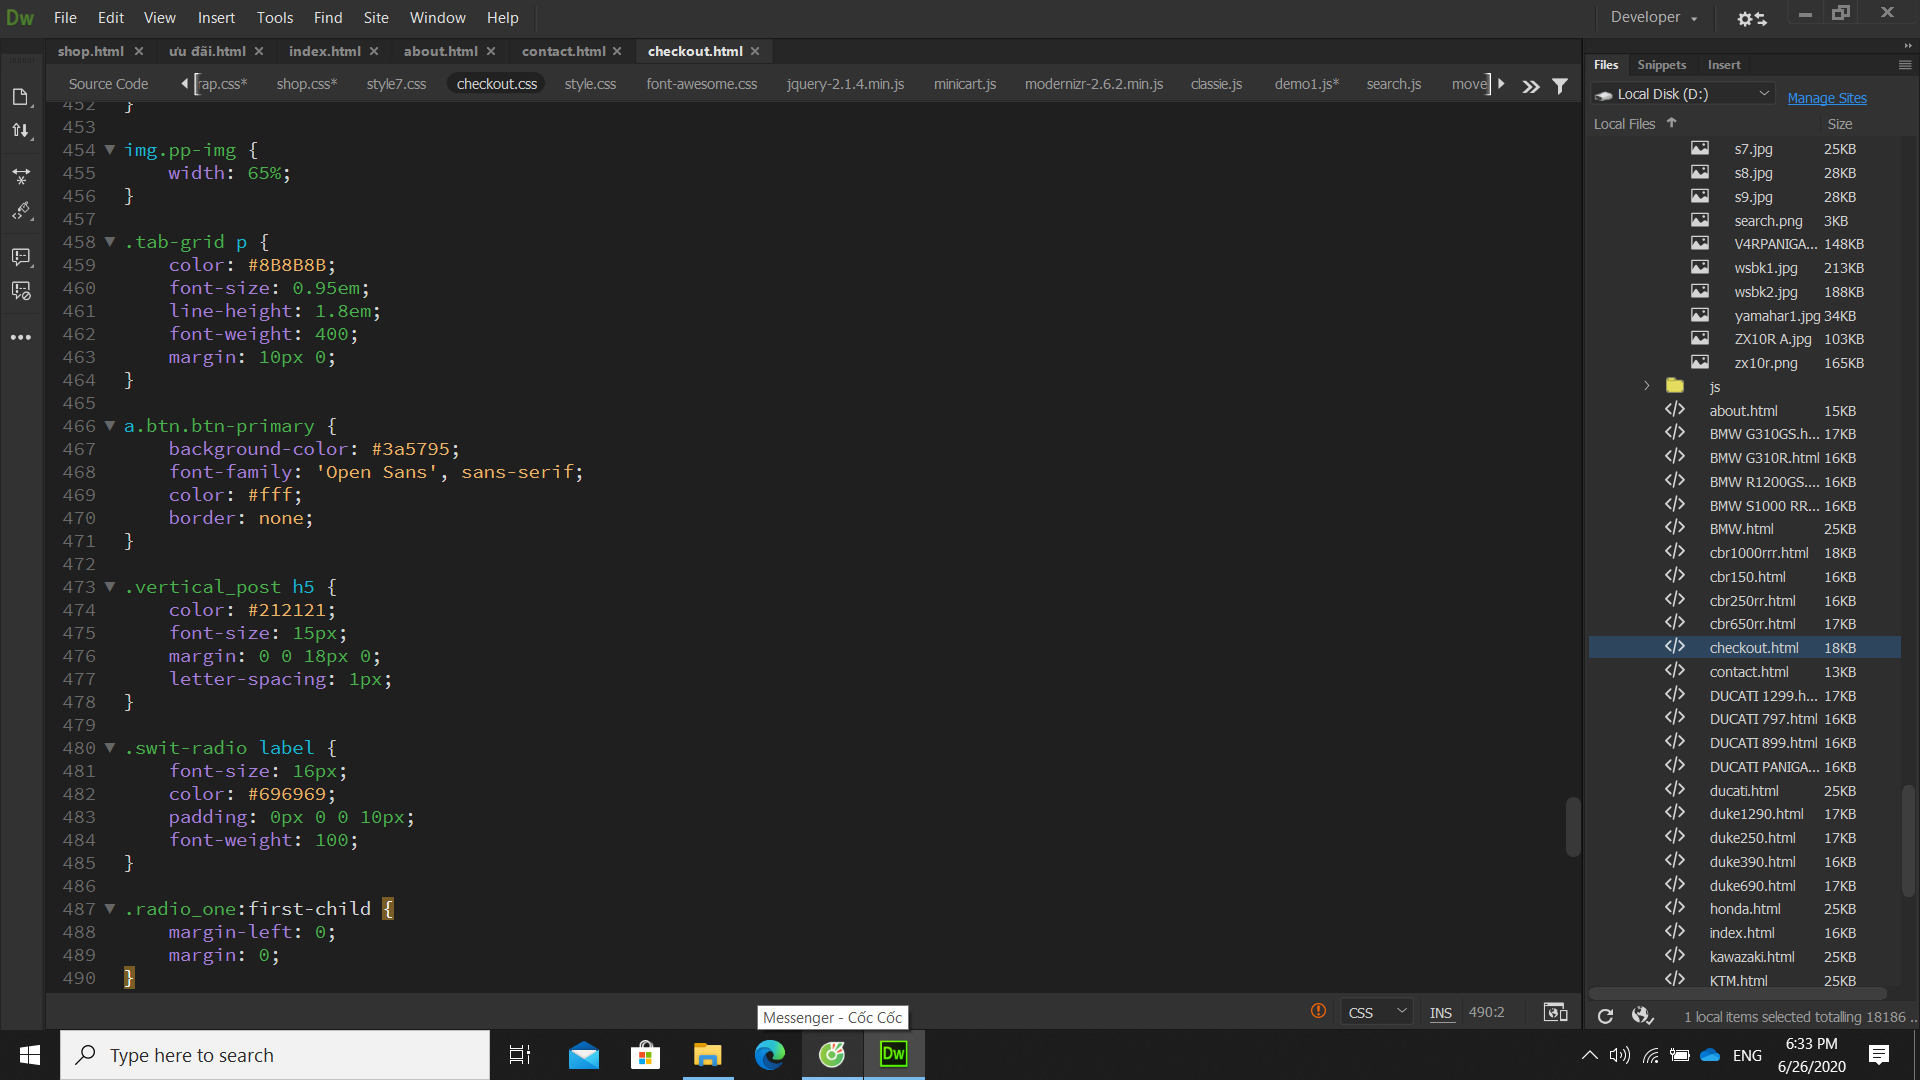 Dw File Edit View Insert Tools Find Site Window Help Developer
shop.html ưu đãi.html index.html about.html contact.html checkout.html
Source Code rap.css* shop.css* style7.css checkout.css style.css font-awesome.css jquery-2.1.4.min.js minicart.js modernizr-2.6.2.min.js classie.js demo1.js* search.js move
452 }
453
454 img.pp-img {
455 width: 65%;
456 }
457
458 .tab-grid p {
459 color: #8B8B8B;
460 font-size: 0.95em;
461 line-height: 1.8em;
462 font-weight: 400;
463 margin: 10px 0;
464 }
465
466 a.btn.btn-primary {
467 background-color: #3a5795;
468 font-family: 'Open Sans', sans-serif;
469 color: #fff;
470 border: none;
471 }
472
473 .vertical_post h5 {
474 color: #212121;
475 font-size: 15px;
476 margin: 0 0 18px 0;
477 letter-spacing: 1px;
478 }
479
480 .swit-radio label {
481 font-size: 16px;
482 color: #696969;
483 padding: 0px 0 0 10px;
484 font-weight: 100;
485 }
486
487 .radio_one:first-child {
488 margin-left: 0;
489 margin: 0;
490 }
CSS INS 490:2
Files Snippets Insert
Local Disk (D:) Manage Sites
Local Files Size
s7.jpg 25KB
s8.jpg 28KB
s9.jpg 28KB
search.png 3KB
V4RPANIGA... 148KB
wsbk1.jpg 213KB
wsbk2.jpg 188KB
yamahar1.jpg 34KB
ZX10R A.jpg 103KB
zx10r.png 165KB
js
about.html 15KB
BMW G310GS.h... 17KB
BMW G310R.html 16KB
BMW R1200GS.... 16KB
BMW S1000 RR... 16KB
BMW.html 25KB
cbr1000rrr.html 18KB
cbr150.html 16KB
cbr250rr.html 16KB
cbr650rr.html 17KB
checkout.html 18KB
contact.html 13KB
DUCATI 1299.h... 17KB
DUCATI 797.html 16KB
DUCATI 899.html 16KB
DUCATI PANIGA... 16KB
ducati.html 25KB
duke1290.html 17KB
duke250.html 17KB
duke390.html 16KB
duke690.html 17KB
honda.html 25KB
index.html 16KB
kawazaki.html 25KB
KTM.html 25KB
1 local items selected totalling 18186 ..
Messenger - Cốc Cốc
Type here to search
Dw
ENG
6:33 PM
6/26/2020